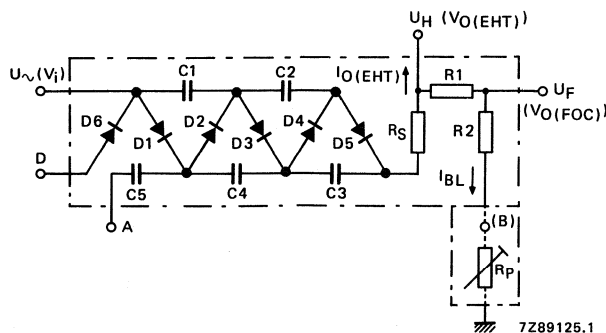 U_H (V_O(EHT))
U~(V_i)
C1
C2
I_O(EHT)
R1
U_F
(V_O(FOC))
D6
D1
D2
D3
D4
D5
R_S
R2
D
C5
C4
C3
I_BL
A
(B)
R_P
7Z89125.1